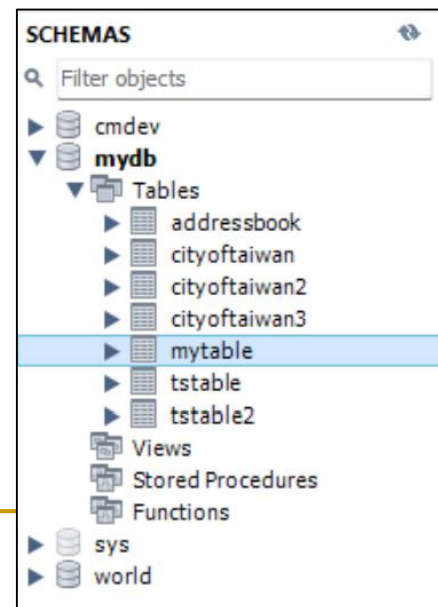 SCHEMAS
Filter objects
cmdev
mydb
Tables
addressbook
cityoftaiwan
cityoftaiwan2
cityoftaiwan3
mytable
tstable
tstable2
Views
Stored Procedures
Functions
sys
world